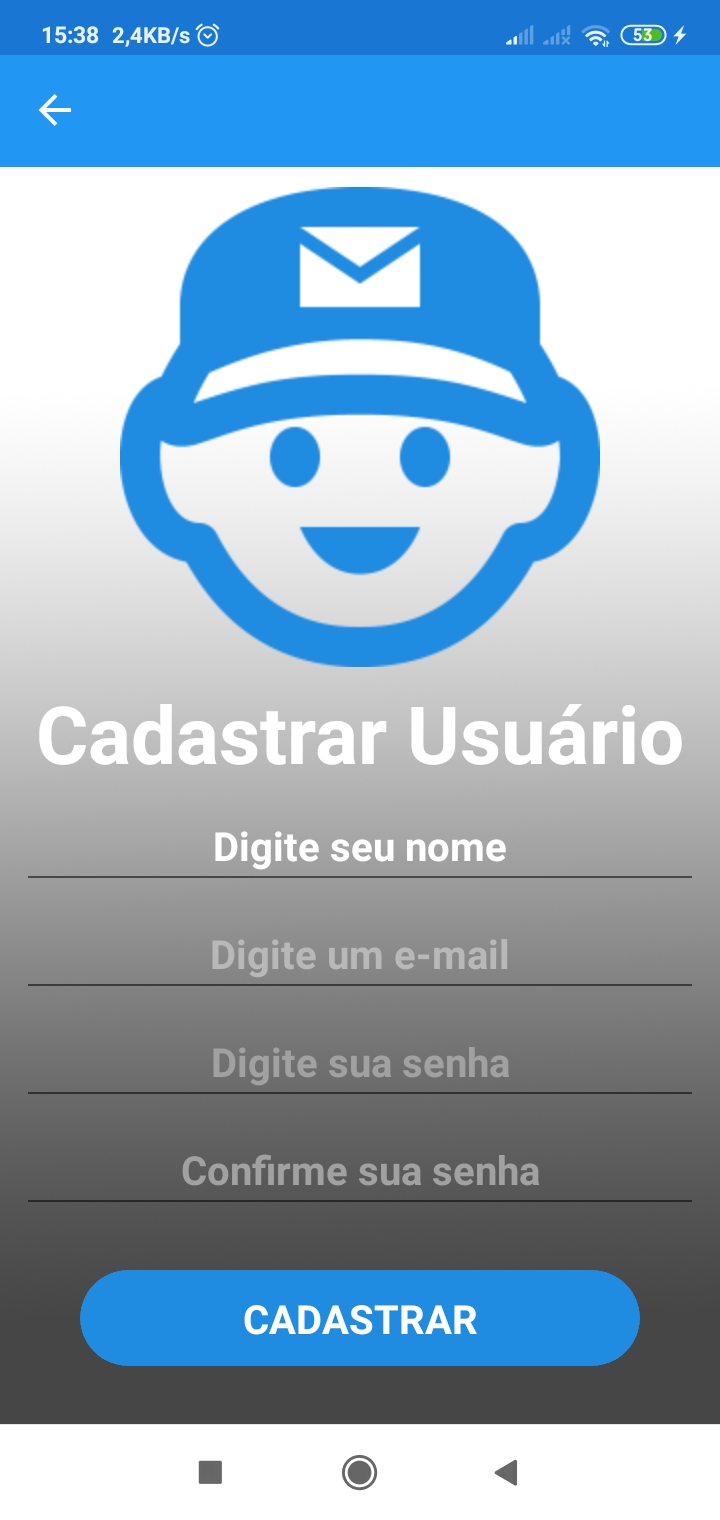 15:38 2,4KB/s 53
Cadastrar Usuário
Digite seu nome
Digite um e-mail
Digite sua senha
Confirme sua senha
CADASTRAR